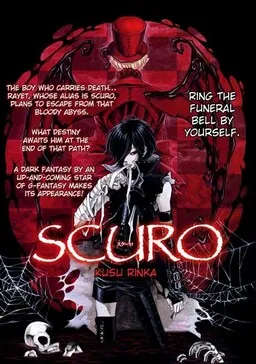 THE BOY WHO CARRIES DEATH...
RAYET, WHOSE ALIAS IS SCURO,
PLANS TO ESCAPE FROM THAT
BLOODY ABYSS.
WHAT DESTINY
AWAITS HIM AT THE
END OF THAT PATH?
A DARK FANTASY BY AN
UP-AND-COMING STAR
OF G-FANTASY MAKES
ITS APPEARANCE!
RING THE
FUNERAL
BELL BY
YOURSELF.
SCURO
KUSU RINKA